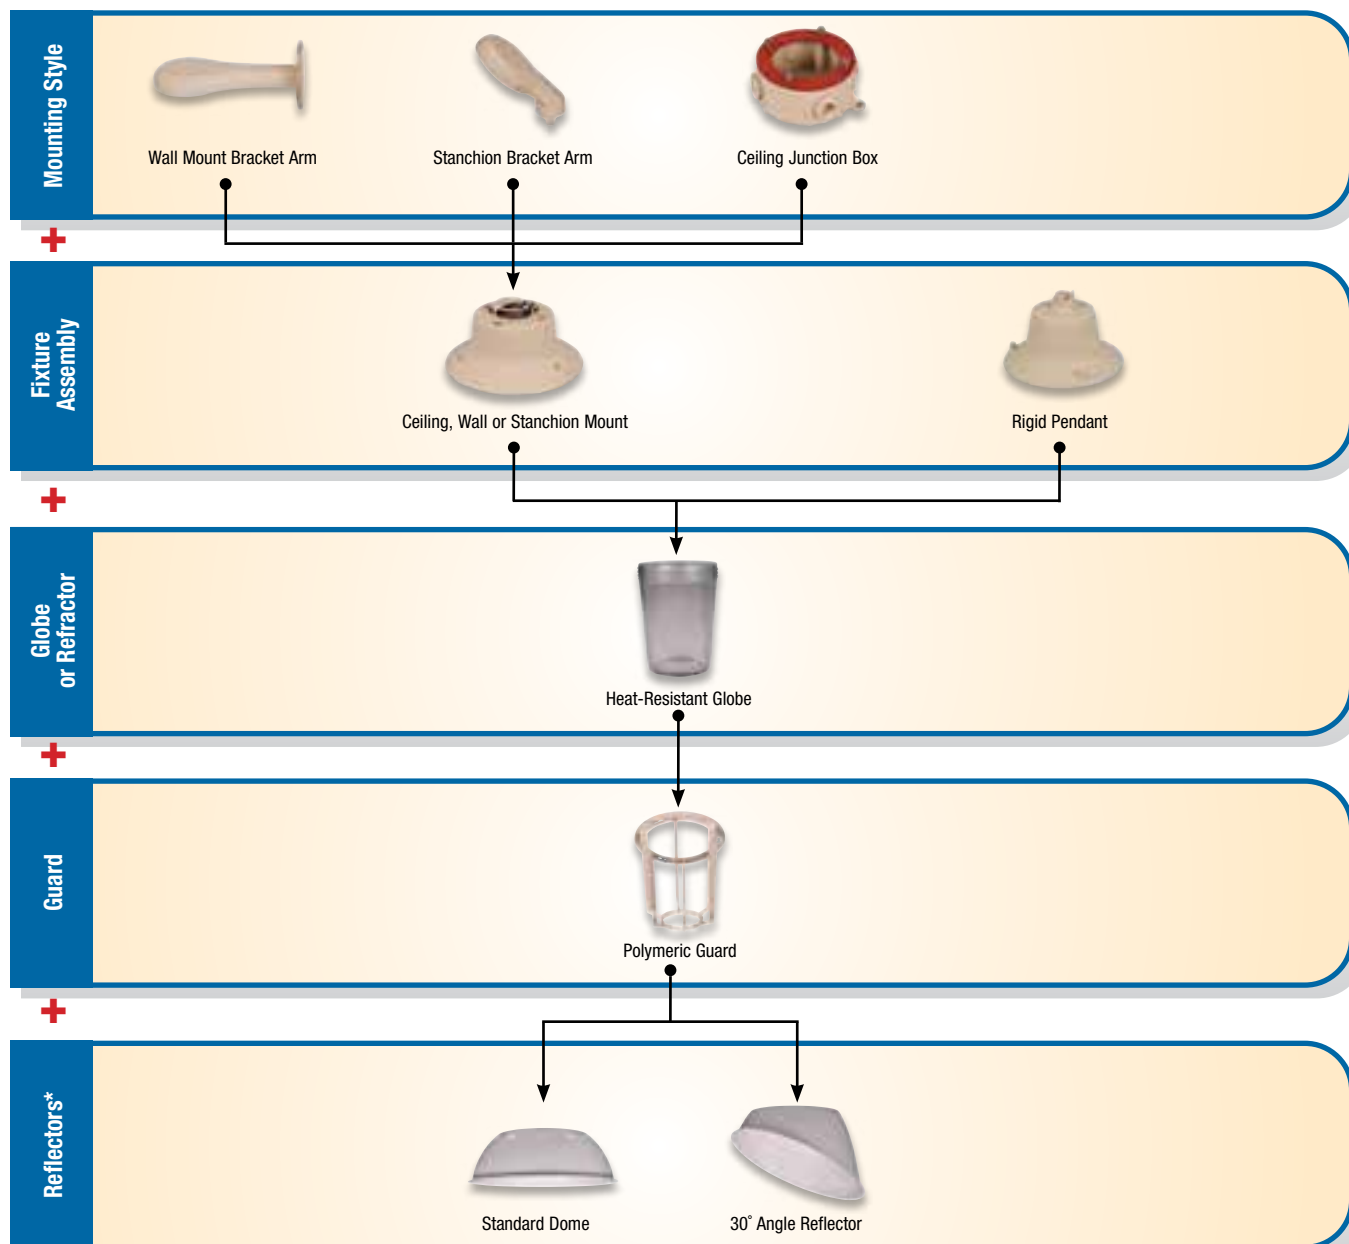 Mounting Style
Wall Mount Bracket Arm
Stanchion Bracket Arm
Ceiling Junction Box
+
Fixture
Assembly
Ceiling, Wall or Stanchion Mount
Rigid Pendant
+
Globe
or Refractor
Heat-Resistant Globe
+
Guard
Polymeric Guard
+
Reflectors*
Standard Dome
30° Angle Reflector